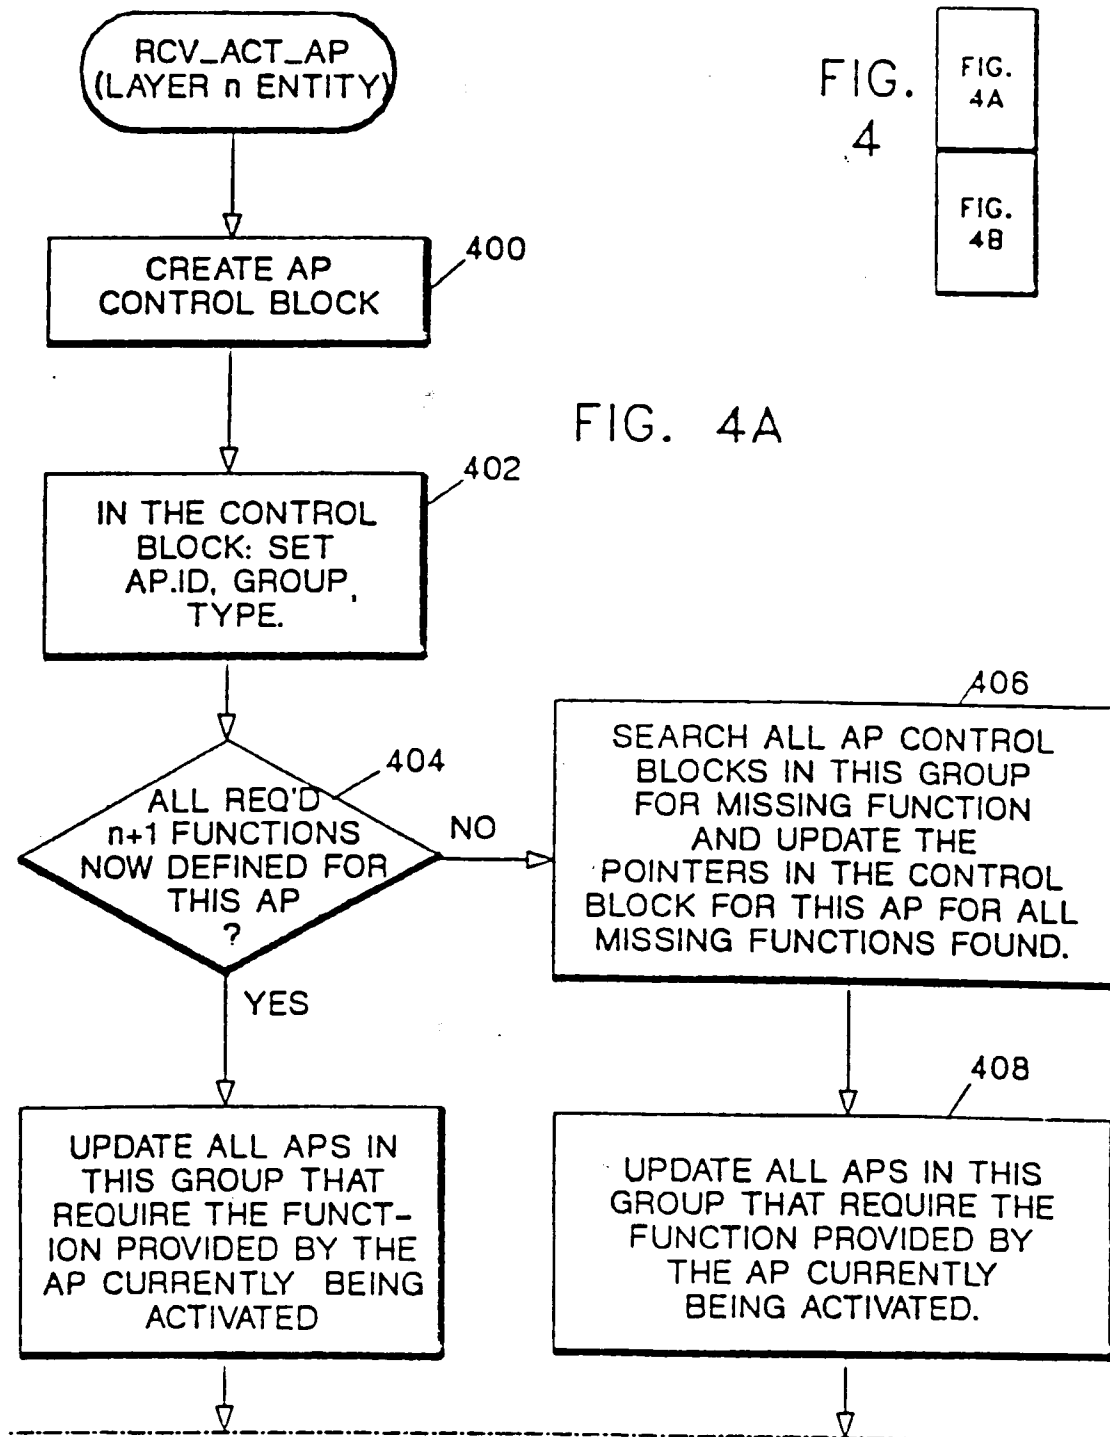 RCV_ACT_AP
(LAYER n ENTITY)
FIG.
4
FIG.
4A
FIG.
4B
400
CREATE AP
CONTROL BLOCK
FIG. 4A
402
IN THE CONTROL
BLOCK: SET
AP.ID, GROUP,
TYPE.
404
ALL REQ'D
n+1 FUNCTIONS
NOW DEFINED FOR
THIS AP
?
NO
YES
406
SEARCH ALL AP CONTROL
BLOCKS IN THIS GROUP
FOR MISSING FUNCTION
AND UPDATE THE
POINTERS IN THE CONTROL
BLOCK FOR THIS AP FOR ALL
MISSING FUNCTIONS FOUND.
UPDATE ALL APS IN
THIS GROUP THAT
REQUIRE THE FUNCT-
ION PROVIDED BY THE
AP CURRENTLY BEING
ACTIVATED
408
UPDATE ALL APS IN THIS
GROUP THAT REQUIRE THE
FUNCTION PROVIDED BY
THE AP CURRENTLY
BEING ACTIVATED.